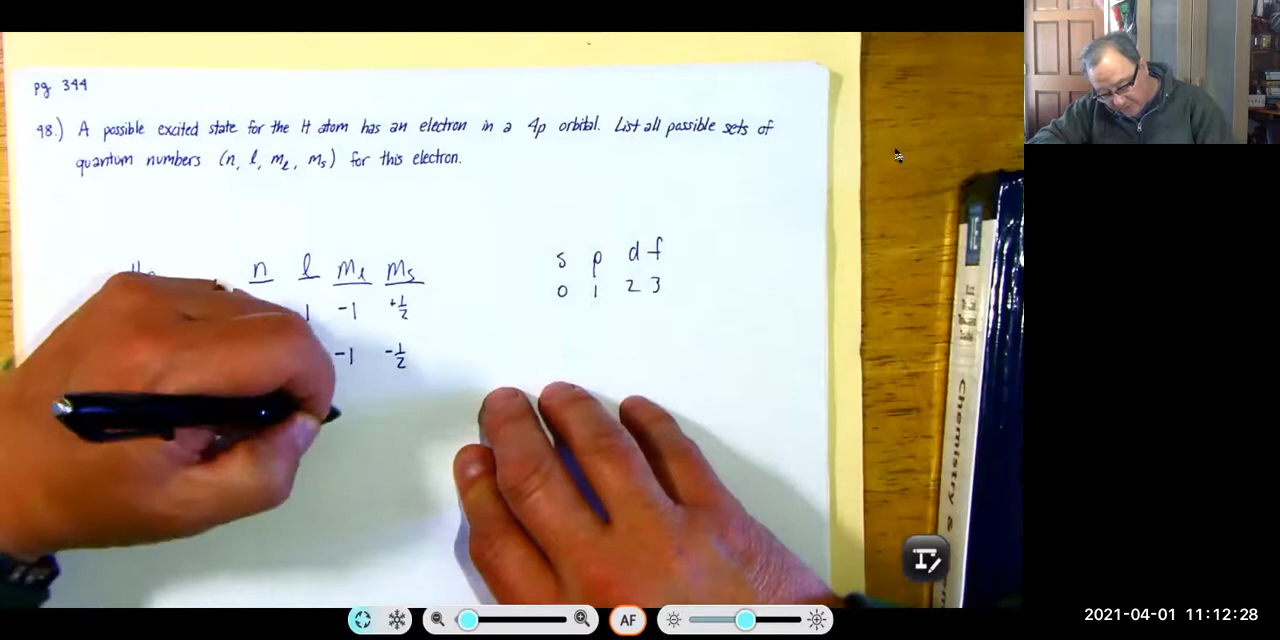 pg 344
98.) A possible excited state for the H atom has an electron in a 4p orbital. List all possible sets of
quantum numbers (n, l, mₗ, mₛ) for this electron.
s p d f
n l mₗ mₛ
0 1 2 3
1 -1 +1/2
-1 -1/2
Chemistry &
AF
2021-04-01 11:12:28